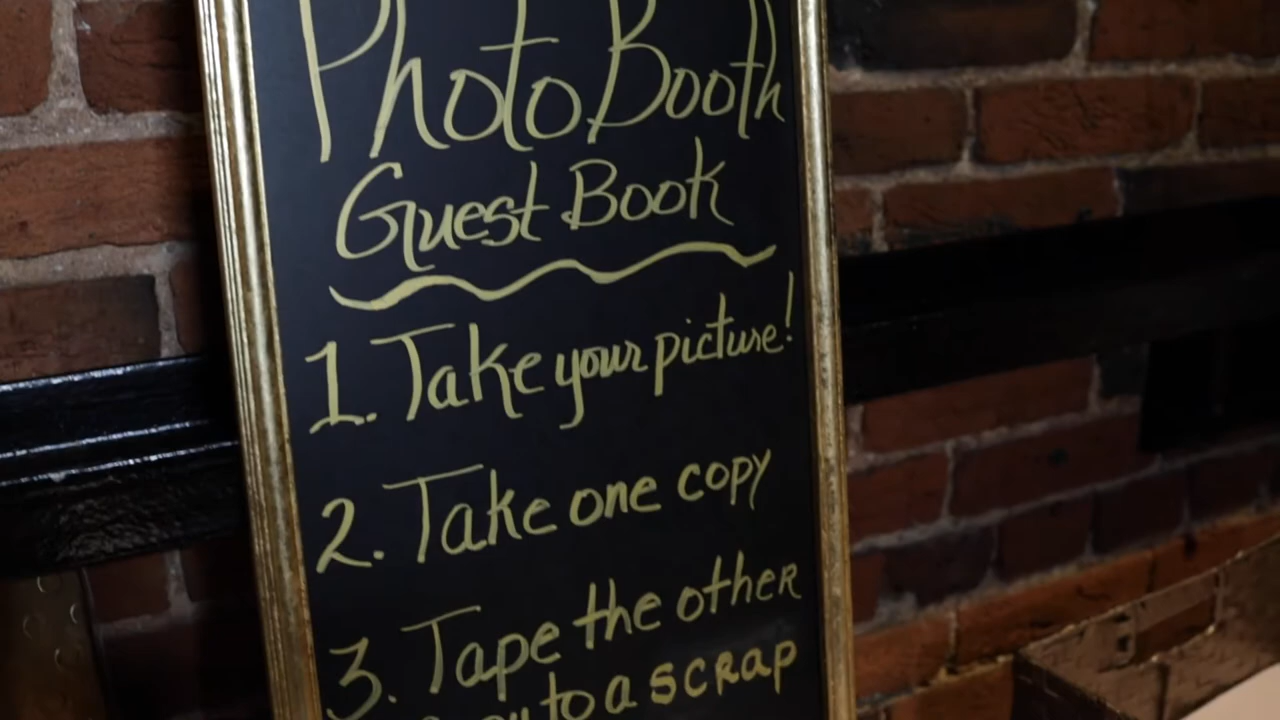 Photo Booth
Guest Book
1. Take your picture!
2. Take one copy
3. Tape the other
to a scrap